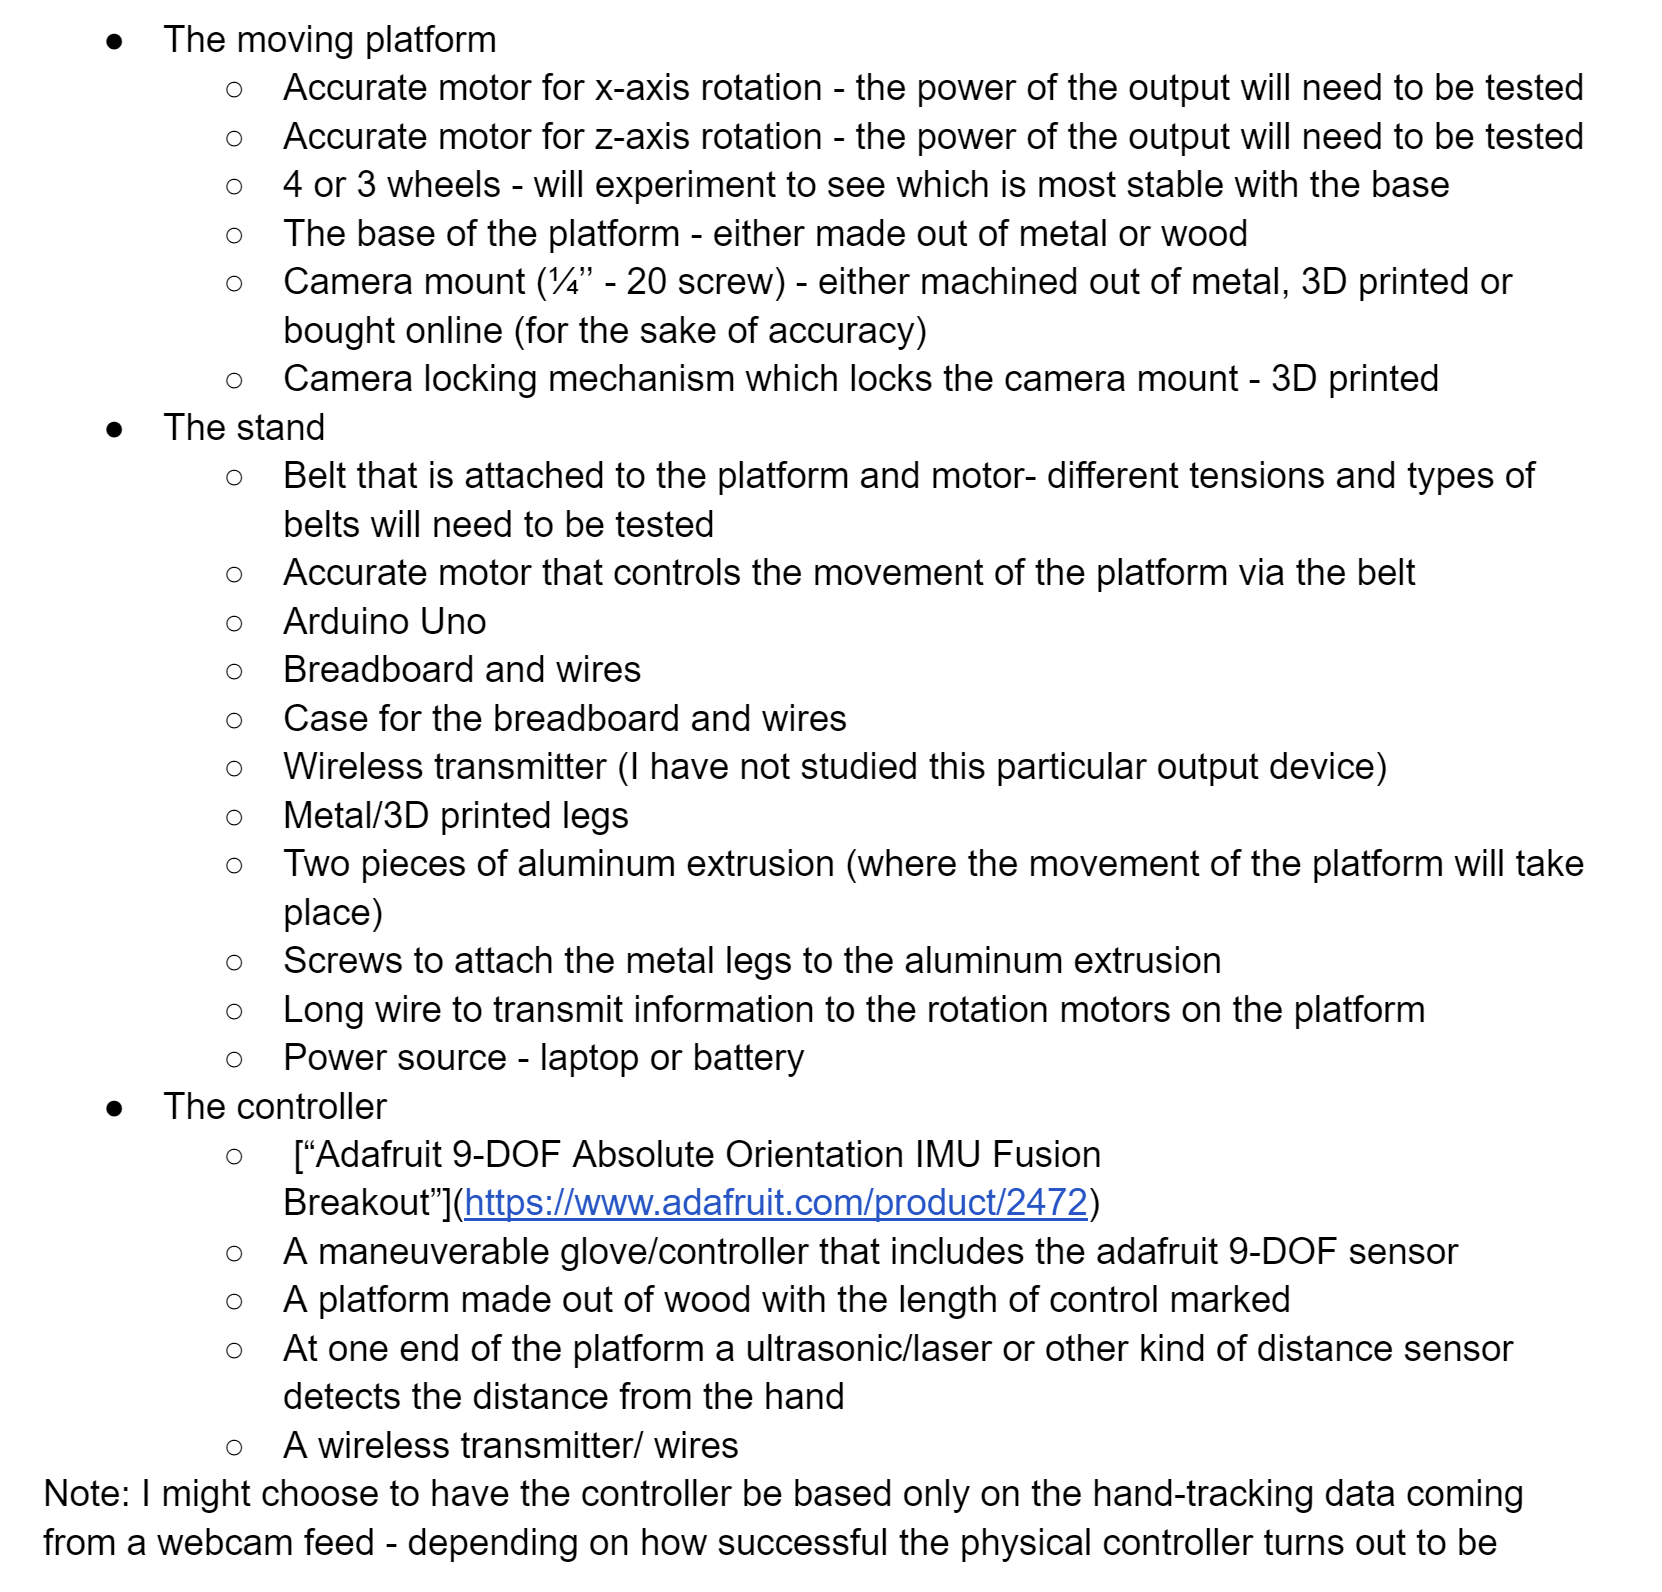 ● The moving platform
○ Accurate motor for x-axis rotation - the power of the output will need to be tested
○ Accurate motor for z-axis rotation - the power of the output will need to be tested
○ 4 or 3 wheels - will experiment to see which is most stable with the base
○ The base of the platform - either made out of metal or wood
○ Camera mount (¼” - 20 screw) - either machined out of metal, 3D printed or
bought online (for the sake of accuracy)
○ Camera locking mechanism which locks the camera mount - 3D printed
● The stand
○ Belt that is attached to the platform and motor- different tensions and types of
belts will need to be tested
○ Accurate motor that controls the movement of the platform via the belt
○ Arduino Uno
○ Breadboard and wires
○ Case for the breadboard and wires
○ Wireless transmitter (I have not studied this particular output device)
○ Metal/3D printed legs
○ Two pieces of aluminum extrusion (where the movement of the platform will take
place)
○ Screws to attach the metal legs to the aluminum extrusion
○ Long wire to transmit information to the rotation motors on the platform
○ Power source - laptop or battery
● The controller
○ [“Adafruit 9-DOF Absolute Orientation IMU Fusion
Breakout”](https://www.adafruit.com/product/2472)
○ A maneuverable glove/controller that includes the adafruit 9-DOF sensor
○ A platform made out of wood with the length of control marked
○ At one end of the platform a ultrasonic/laser or other kind of distance sensor
detects the distance from the hand
○ A wireless transmitter/ wires
Note: I might choose to have the controller be based only on the hand-tracking data coming
from a webcam feed - depending on how successful the physical controller turns out to be